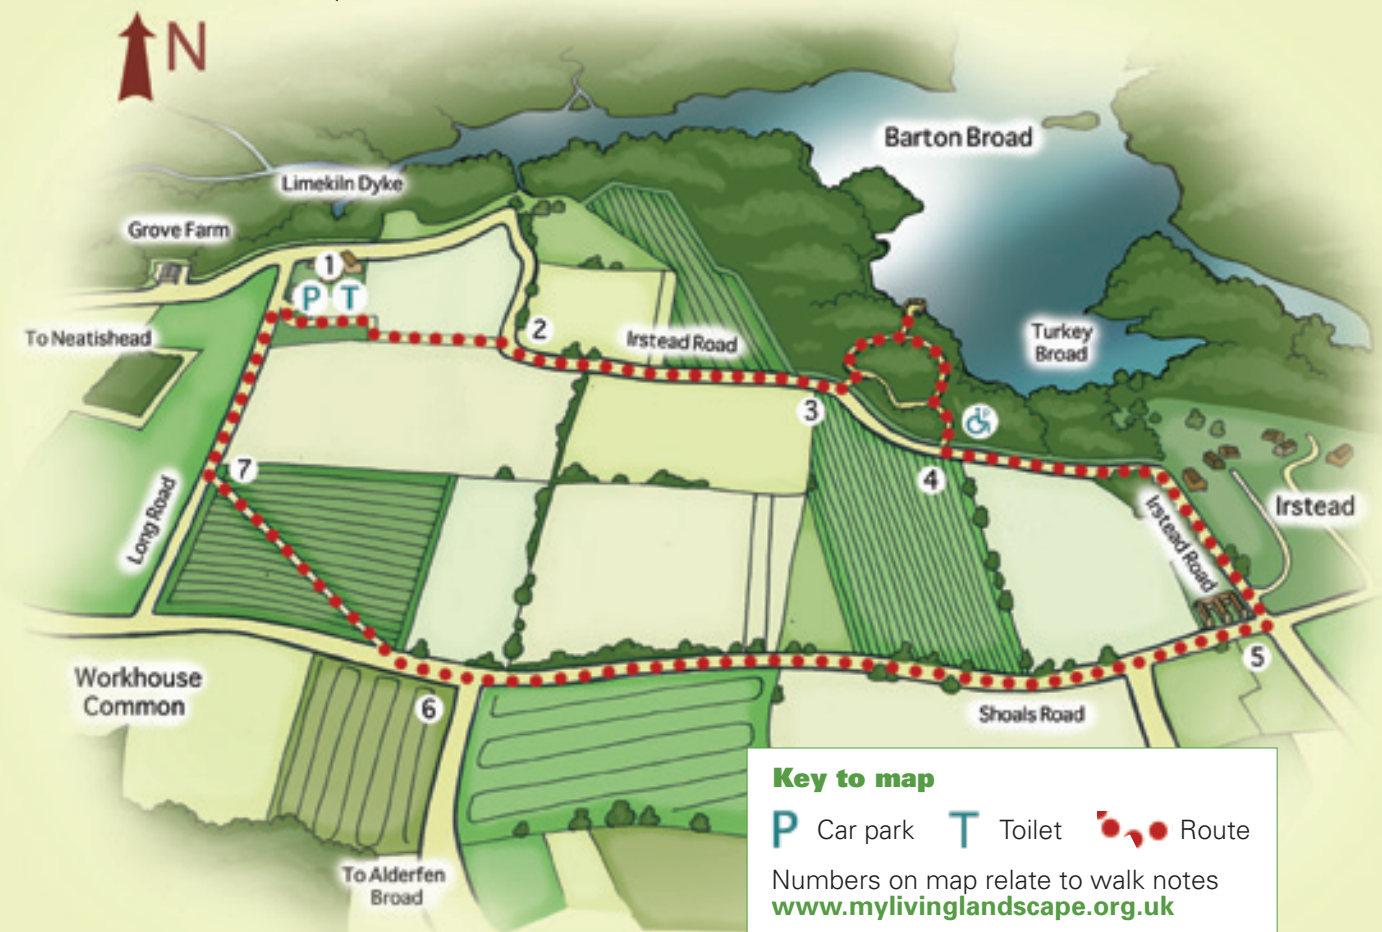 N
Barton Broad
Limekiln Dyke
Grove Farm
1
P T
To Neatishead
2
Irstead Road
Turkey
Broad
3
P
4
7
Long Road
Irstead Road
Irstead
5
Workhouse
Common
6
Shoals Road
To Alderfen
Broad
Key to map
P Car park T Toilet Route
Numbers on map relate to walk notes
www.mylivinglandscape.org.uk